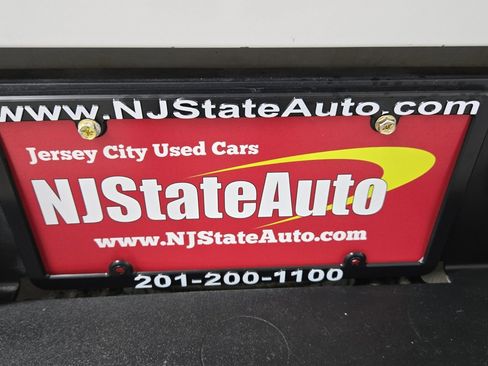 www.NJStateAuto.com
Jersey City Used Cars
NJStateAuto
www.NJStateAuto.com
201-200-1100